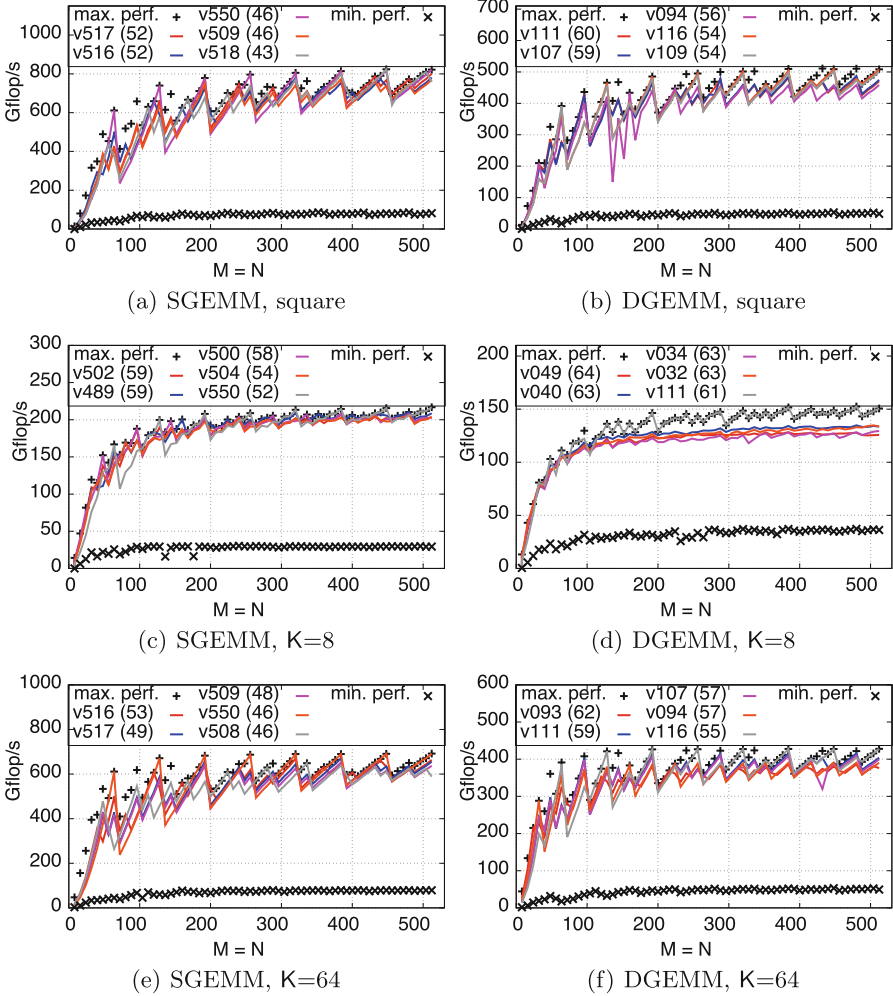 max. perf. v550 (46) min. perf.
v517 (52) v509 (46)
v516 (52) v518 (43)
1000
800
600
400
200
0
Gflop/s
0 100 200 300 400 500
M = N
(a) SGEMM, square
max. perf. v094 (56) min. perf.
v111 (60) v116 (54)
v107 (59) v109 (54)
700
600
500
400
300
200
100
0
Gflop/s
0 100 200 300 400 500
M = N
(b) DGEMM, square
max. perf. v500 (58) min. perf.
v502 (59) v504 (54)
v489 (59) v550 (52)
300
250
200
150
100
50
0
Gflop/s
0 100 200 300 400 500
M = N
(c) SGEMM, K=8
max. perf. v034 (63) min. perf.
v049 (64) v032 (63)
v040 (63) v111 (61)
200
150
100
50
0
Gflop/s
0 100 200 300 400 500
M = N
(d) DGEMM, K=8
max. perf. v509 (48) min. perf.
v516 (53) v550 (46)
v517 (49) v508 (46)
1000
800
600
400
200
0
Gflop/s
0 100 200 300 400 500
M = N
(e) SGEMM, K=64
max. perf. v107 (57) min. perf.
v093 (62) v094 (57)
v111 (59) v116 (55)
600
500
400
300
200
100
0
Gflop/s
0 100 200 300 400 500
M = N
(f) DGEMM, K=64